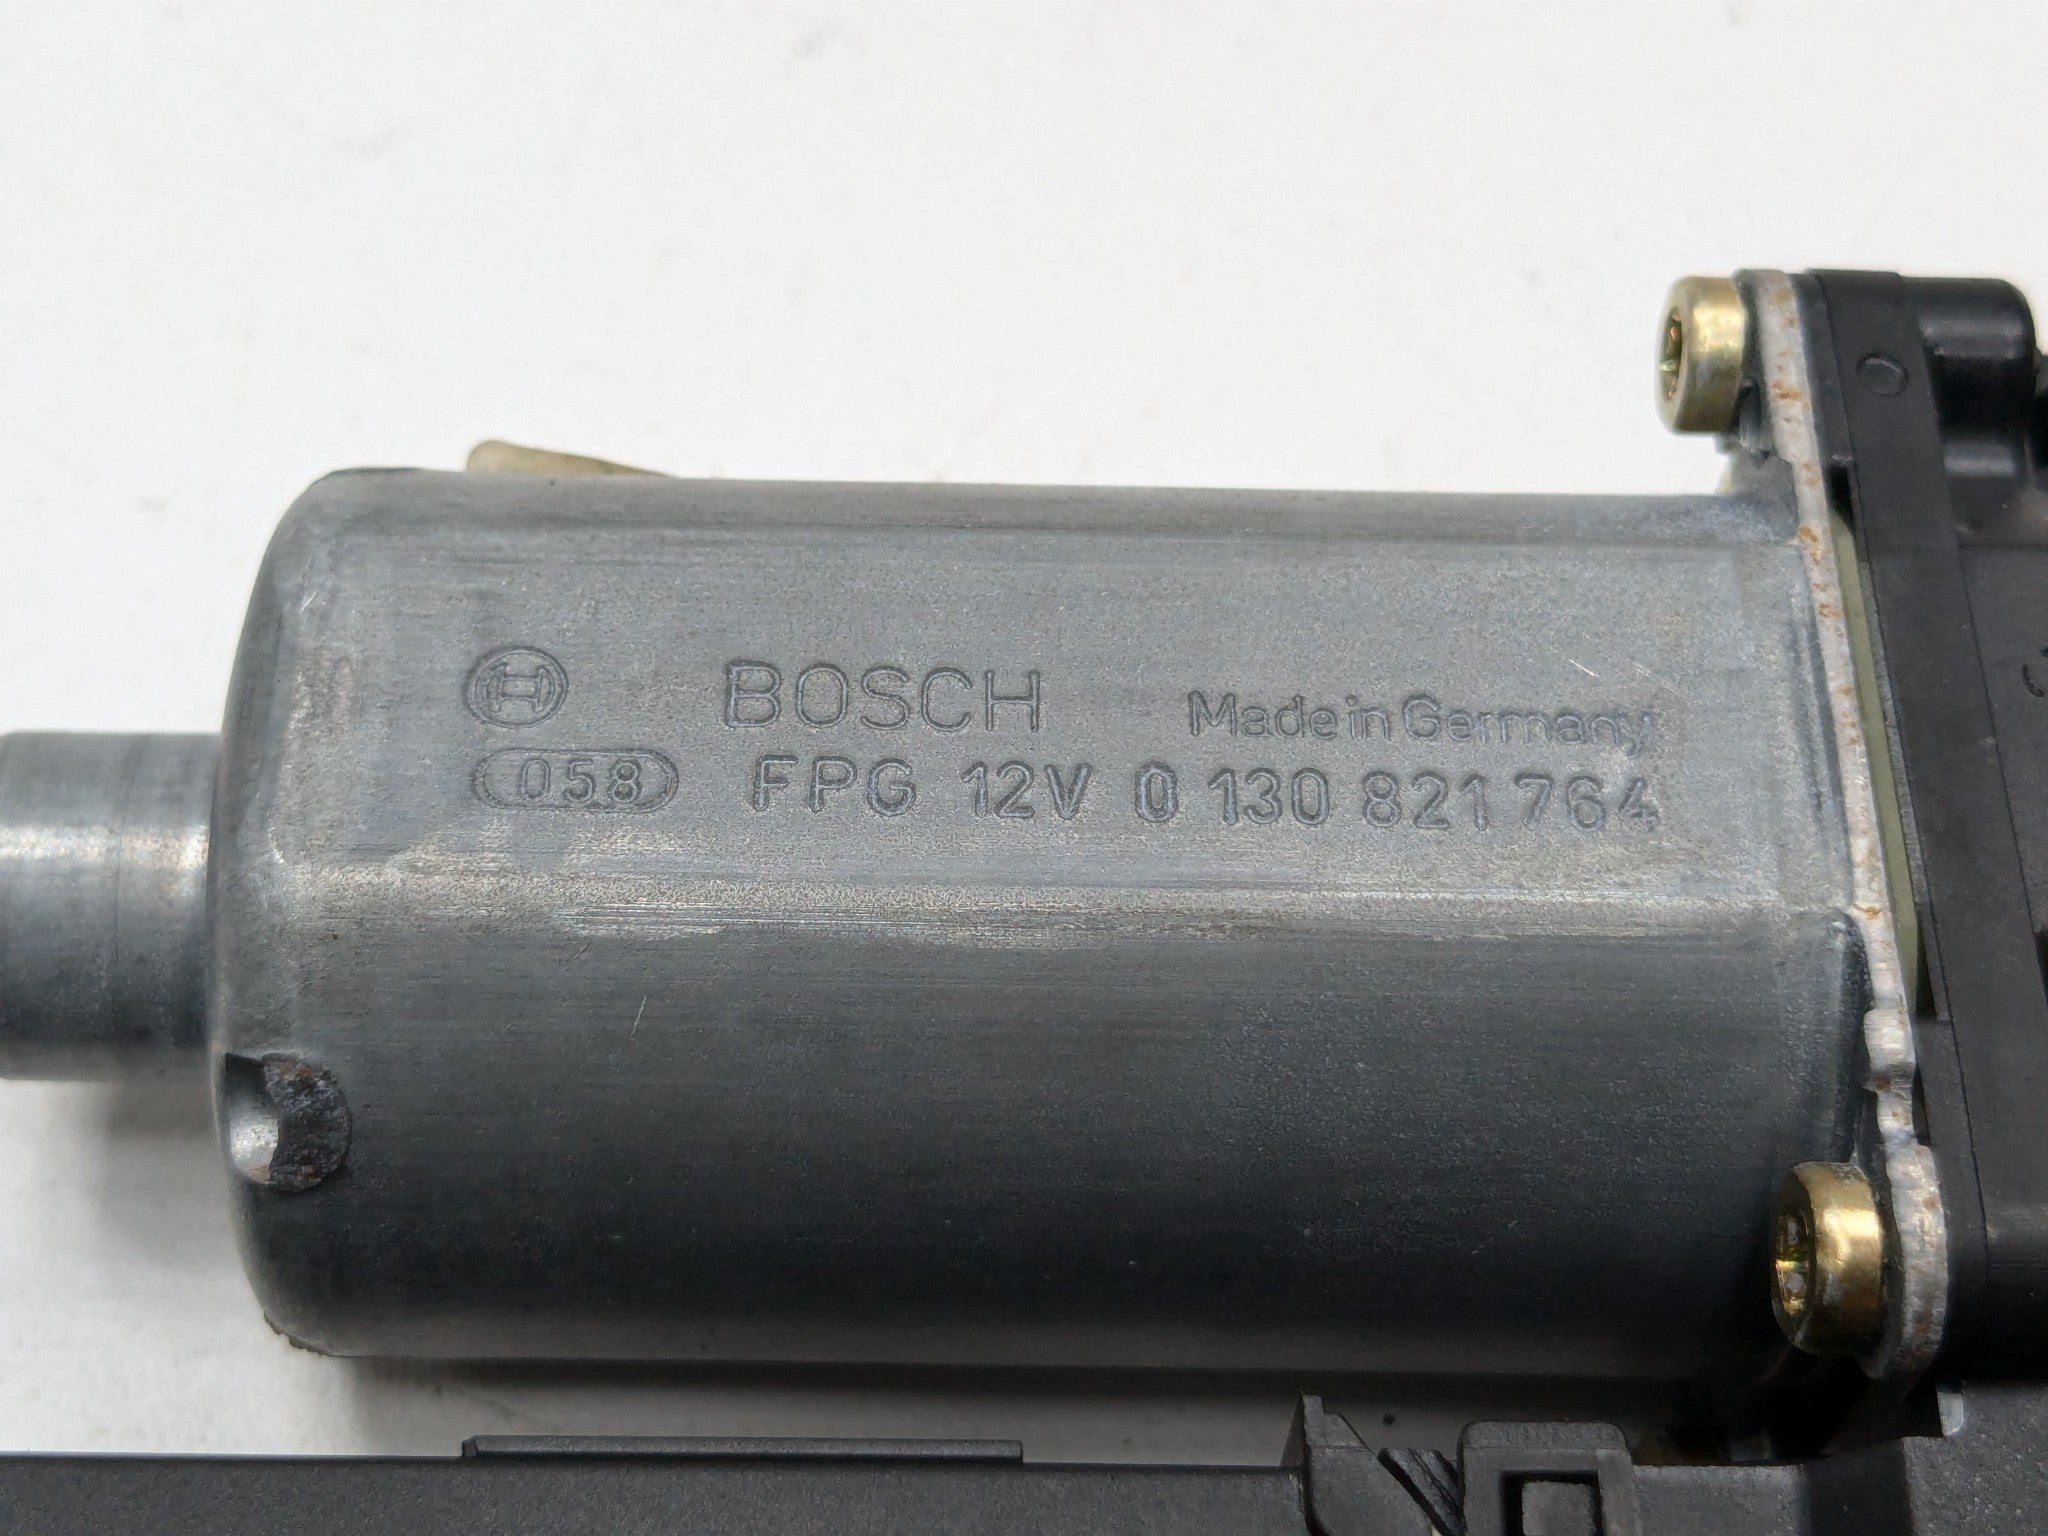 BOSCH Made in Germany
058 FPG 12V 0 130 821 764